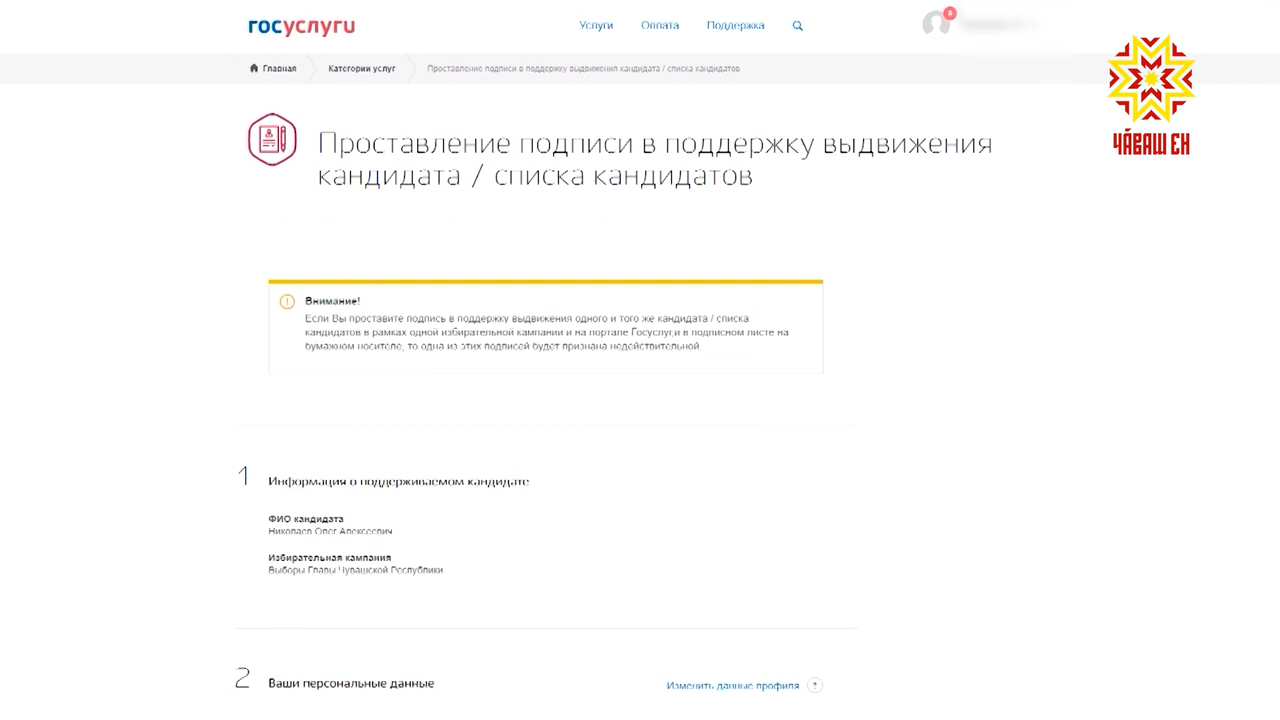 госуслуги
Услуги Оплата Поддержка
8
Главная Категории услуг Проставление подписи в поддержку выдвижения кандидата / списка кандидатов
ЧӐВАШ ЕН
Проставление подписи в поддержку выдвижения
кандидата / списка кандидатов
Внимание!
Если Вы проставите подпись в поддержку выдвижения одного и того же кандидата / списка
кандидатов в рамках одной избирательной кампании и на портале Госуслуг,и в подписном листе на
бумажном носителе, то одна из этих подписей будет признана недействительной
1 Информация о поддерживаемом кандидате
ФИО кандидата
Николаев Олег Алексеевич
Избирательная кампания
Выборы Главы Чувашской Республики
2 Ваши персональные данные Изменить данные профиля ?